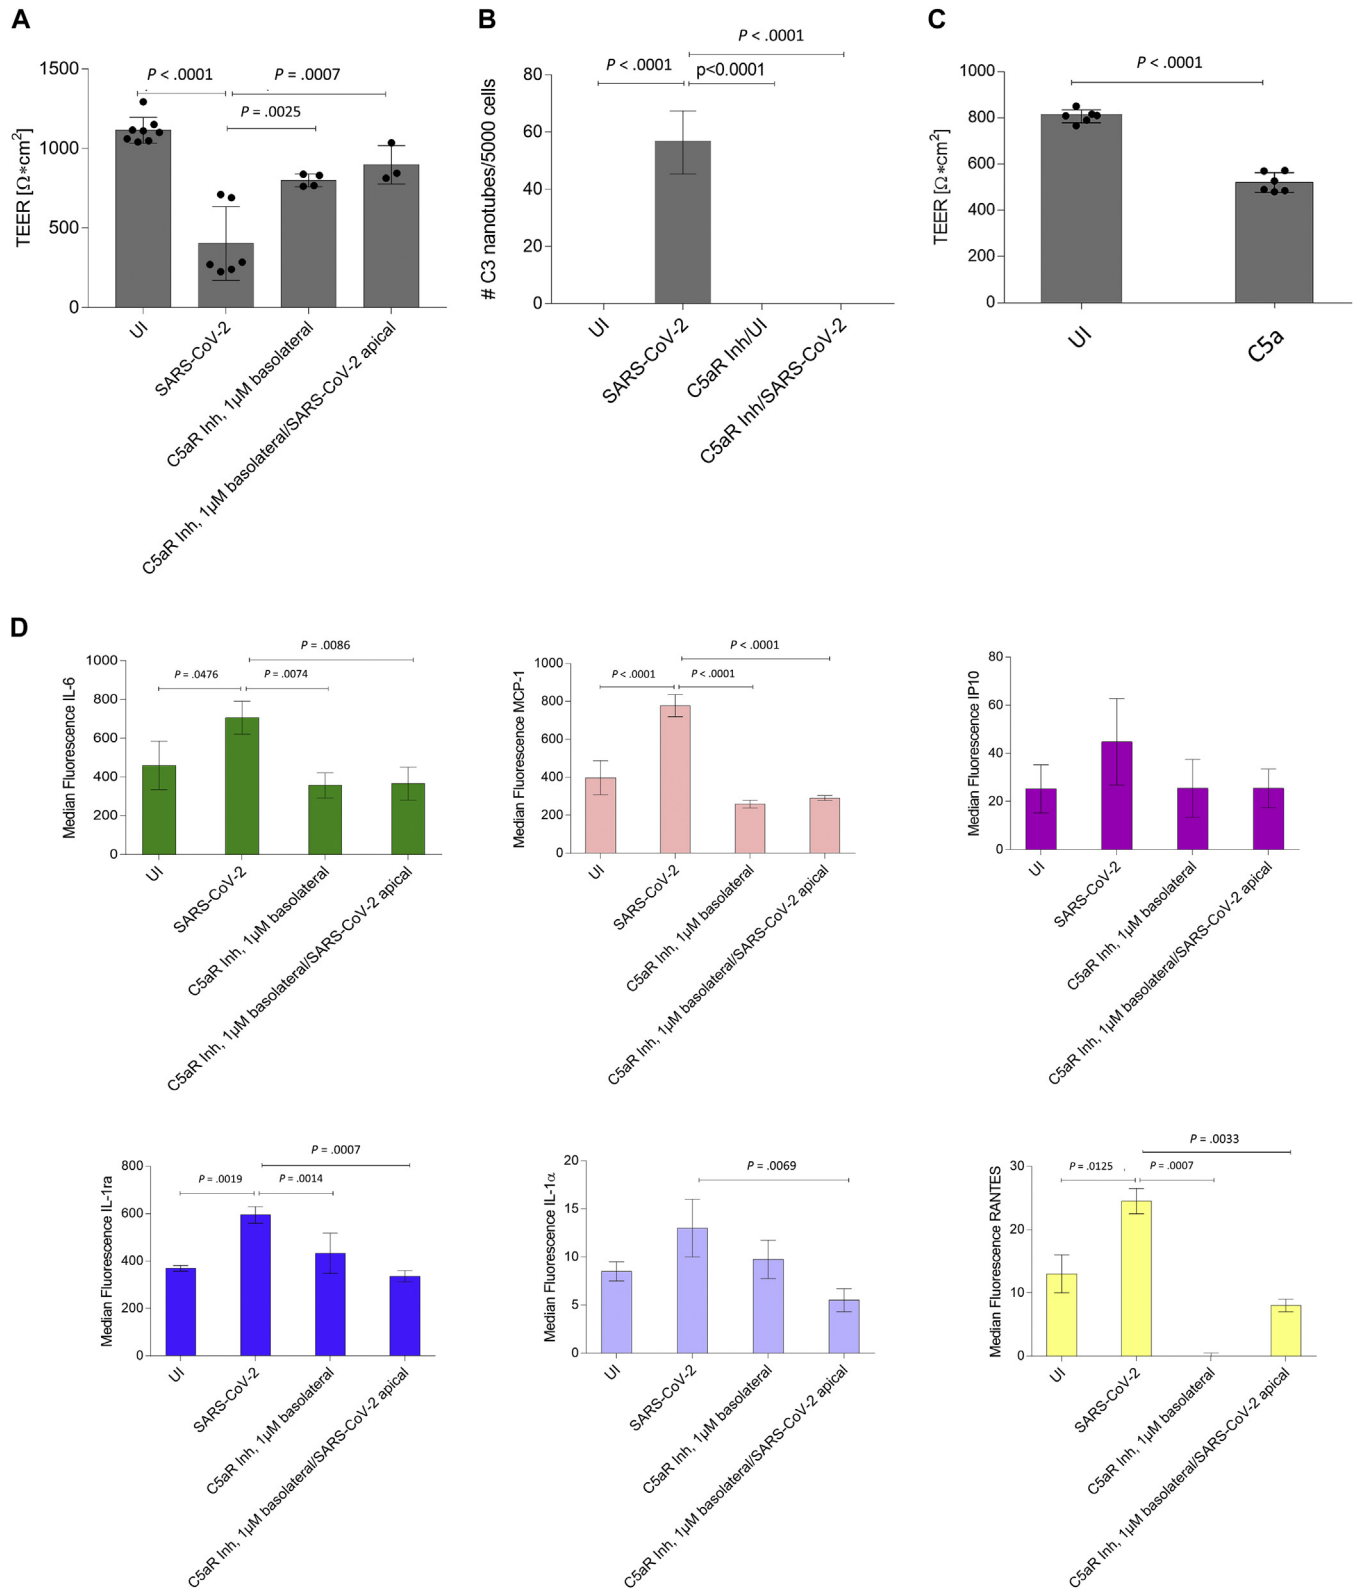 A
TEER [Ω*cm²]
1500
1000
500
0
P < .0001
P = .0007
P = .0025
UI
SARS-CoV-2
C5aR Inh, 1µM basolateral
C5aR Inh, 1µM basolateral/SARS-CoV-2 apical
B
# C3 nanotubes/5000 cells
80
60
40
20
0
P < .0001
P < .0001
p<0.0001
UI
SARS-CoV-2
C5aR Inh/UI
C5aR Inh/SARS-CoV-2
C
TEER [Ω*cm²]
1000
800
600
400
200
0
P < .0001
UI
C5a
D
Median Fluorescence IL-6
1000
800
600
400
200
0
P = .0086
P = .0476
P = .0074
UI
SARS-CoV-2
C5aR Inh, 1µM basolateral
C5aR Inh, 1µM basolateral/SARS-CoV-2 apical
Median Fluorescence MCP-1
1000
800
600
400
200
0
P < .0001
P < .0001
P < .0001
UI
SARS-CoV-2
C5aR Inh, 1µM basolateral
C5aR Inh, 1µM basolateral/SARS-CoV-2 apical
Median Fluorescence IP10
80
60
40
20
0
UI
SARS-CoV-2
C5aR Inh, 1µM basolateral
C5aR Inh, 1µM basolateral/SARS-CoV-2 apical
Median Fluorescence IL-1ra
800
600
400
200
0
P = .0007
P = .0019
P = .0014
UI
SARS-CoV-2
C5aR Inh, 1µM basolateral
C5aR Inh, 1µM basolateral/SARS-CoV-2 apical
Median Fluorescence IL-1α
20
15
10
5
0
P = .0069
UI
SARS-CoV-2
C5aR Inh, 1µM basolateral
C5aR Inh, 1µM basolateral/SARS-CoV-2 apical
Median Fluorescence RANTES
30
20
10
0
P = .0033
P = .0125
P = .0007
UI
SARS-CoV-2
C5aR Inh, 1µM basolateral
C5aR Inh, 1µM basolateral/SARS-CoV-2 apical